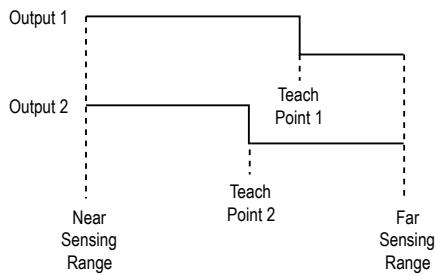 Output 1
Teach
Point 1
Output 2
Teach
Point 2
Near
Sensing
Range
Far
Sensing
Range